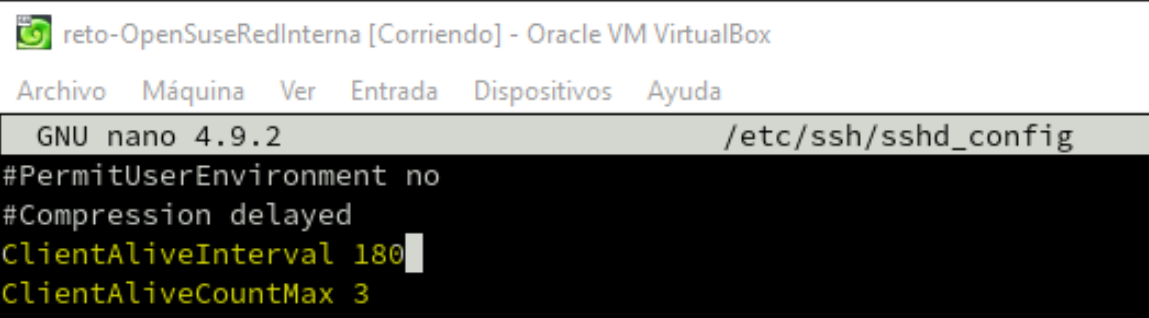 reto-OpenSuseRedInterna [Corriendo] - Oracle VM VirtualBox
Archivo Máquina Ver Entrada Dispositivos Ayuda
GNU nano 4.9.2 /etc/ssh/sshd_config
#PermitUserEnvironment no
#Compression delayed
ClientAliveInterval 180
ClientAliveCountMax 3